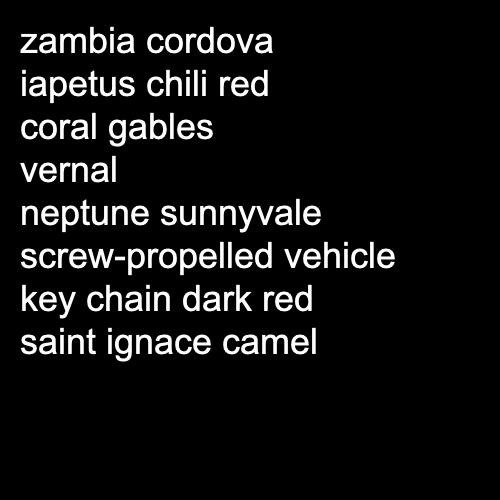 zambia cordova
iapetus chili red
coral gables
vernal
neptune sunnyvale
screw-propelled vehicle
key chain dark red
saint ignace camel